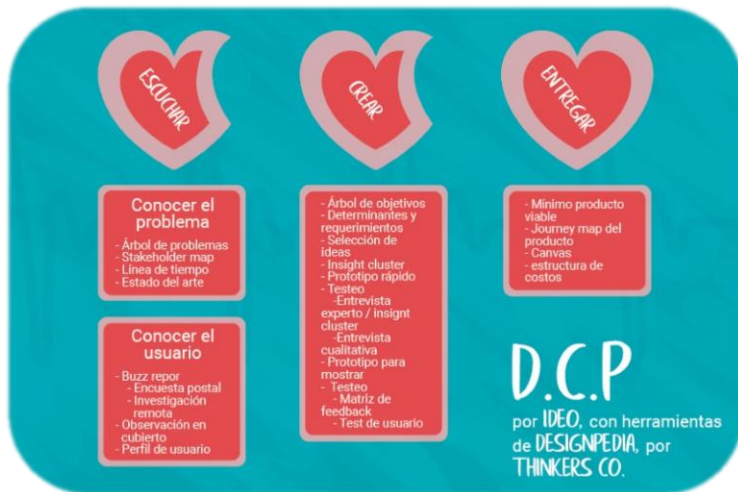 ESCUCHAR
Conocer el
problema
- Árbol de problemas
- Stakeholder map
- Línea de tiempo
- Estado del arte
Conocer el
usuario
- Buzz repor
- Encuesta postal
- Investigación
remota
- Observación en
cubierto
- Perfil de usuario
CREAR
- Árbol de objetivos
- Determinantes y
requerimientos
- Selección de
ideas
- Insight cluster
- Prototipo rápido
- Testeo
-Entrevista
experto / insignt
cluster
-Entrevista
cualitativa
- Prototipo para
mostrar
- Testeo
- Matriz de
feedback
- Test de usuario
ENTREGAR
- Mínimo producto
viable
- Journey map del
producto
- Canvas
- estructura de
costos
D.C.P
por IDEO, con herramientas
de DESIGNPEDIA, por
THINKERS CO.